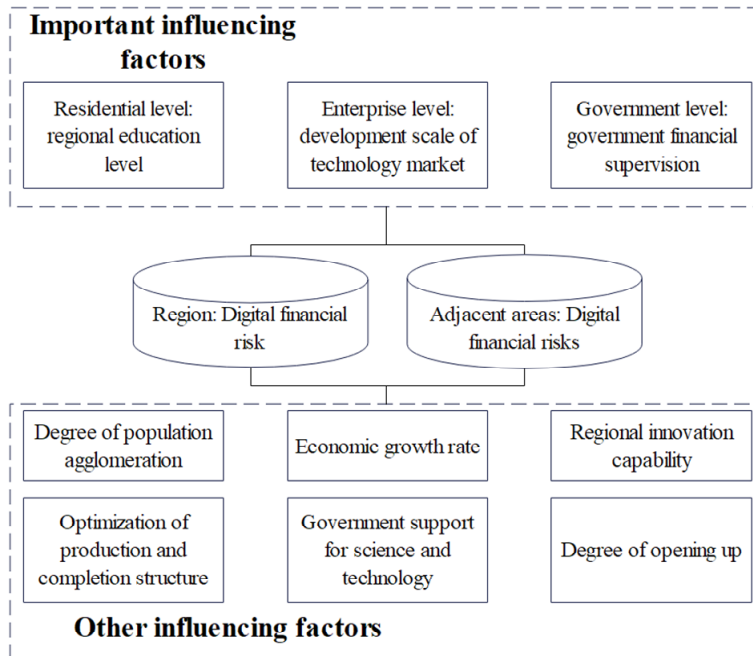 Important influencing
factors
Residential level:
regional education
level
Enterprise level:
development scale of
technology market
Government level:
government financial
supervision
Region: Digital financial
risk
Adjacent areas: Digital
financial risks
Degree of population
agglomeration
Economic growth rate
Regional innovation
capability
Optimization of
production and
completion structure
Government support
for science and
technology
Degree of opening up
Other influencing factors